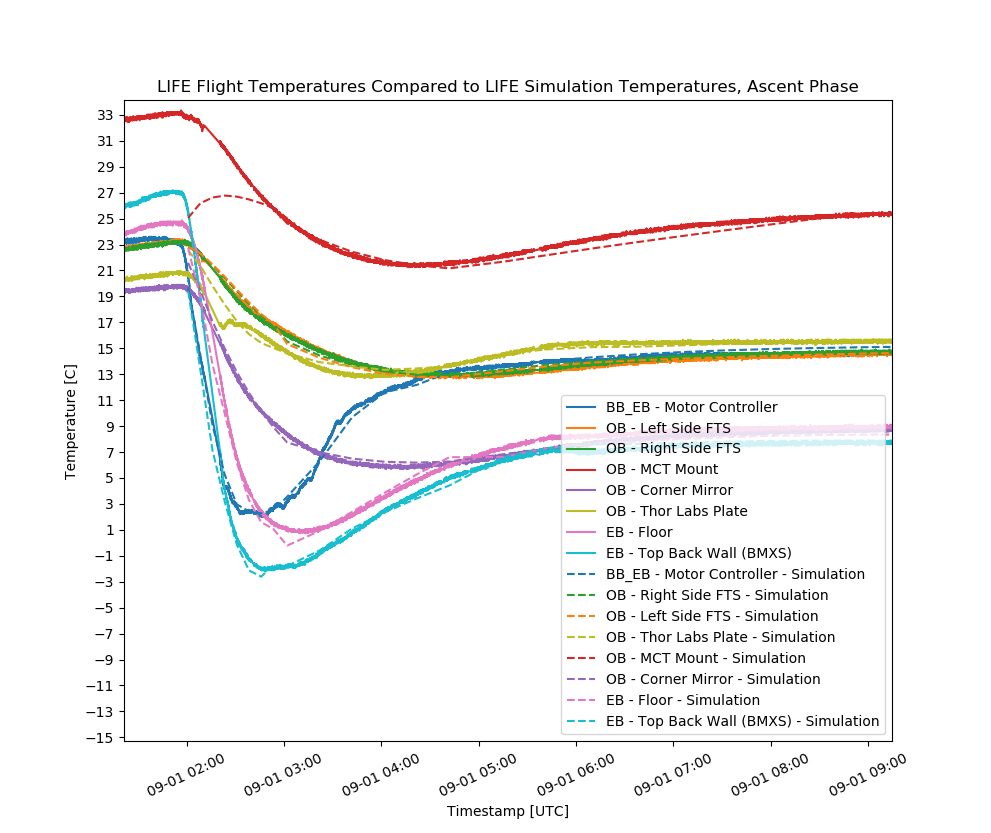 LIFE Flight Temperatures Compared to LIFE Simulation Temperatures, Ascent Phase
Temperature [C]
33
31
29
27
25
23
21
19
17
15
13
11
9
7
5
3
1
−1
−3
−5
−7
−9
−11
−13
−15
BB_EB - Motor Controller
OB - Left Side FTS
OB - Right Side FTS
OB - MCT Mount
OB - Corner Mirror
OB - Thor Labs Plate
EB - Floor
EB - Top Back Wall (BMXS)
BB_EB - Motor Controller - Simulation
OB - Right Side FTS - Simulation
OB - Left Side FTS - Simulation
OB - Thor Labs Plate - Simulation
OB - MCT Mount - Simulation
OB - Corner Mirror - Simulation
EB - Floor - Simulation
EB - Top Back Wall (BMXS) - Simulation
09-01 02:00
09-01 03:00
09-01 04:00
09-01 05:00
09-01 06:00
09-01 07:00
09-01 08:00
09-01 09:00
Timestamp [UTC]